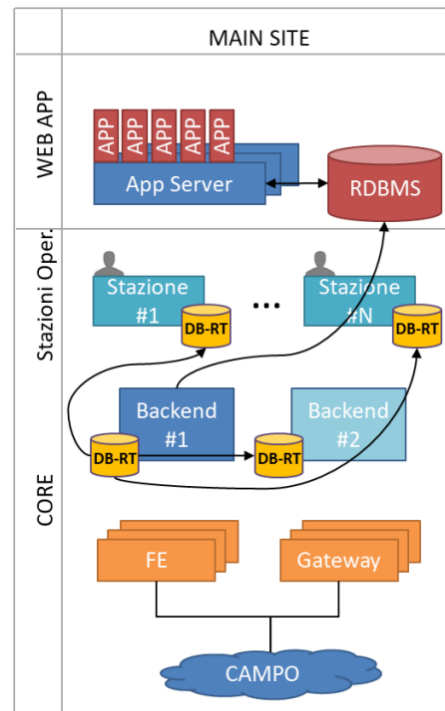 MAIN SITE
WEB APP
APP APP APP APP APP
App Server
RDBMS
Stazioni Oper.
Stazione
#1
DB-RT
...
Stazione
#N
DB-RT
CORE
Backend
#1
DB-RT
Backend
#2
DB-RT
FE
Gateway
CAMPO